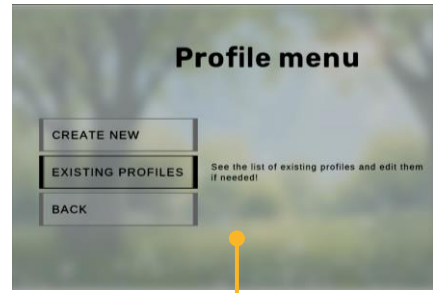 Profile menu
CREATE NEW
EXISTING PROFILES
See the list of existing profiles and edit them
if needed!
BACK